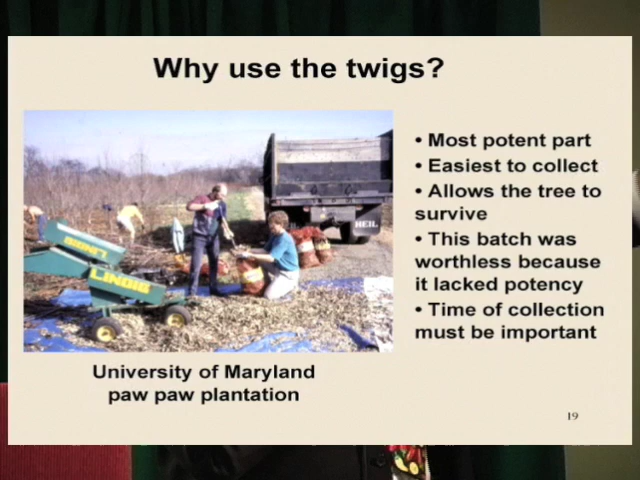 Why use the twigs?
• Most potent part
• Easiest to collect
• Allows the tree to
survive
• This batch was
worthless because
it lacked potency
• Time of collection
must be important
LINDIG
LINDIG
HEIL
University of Maryland
paw paw plantation
19